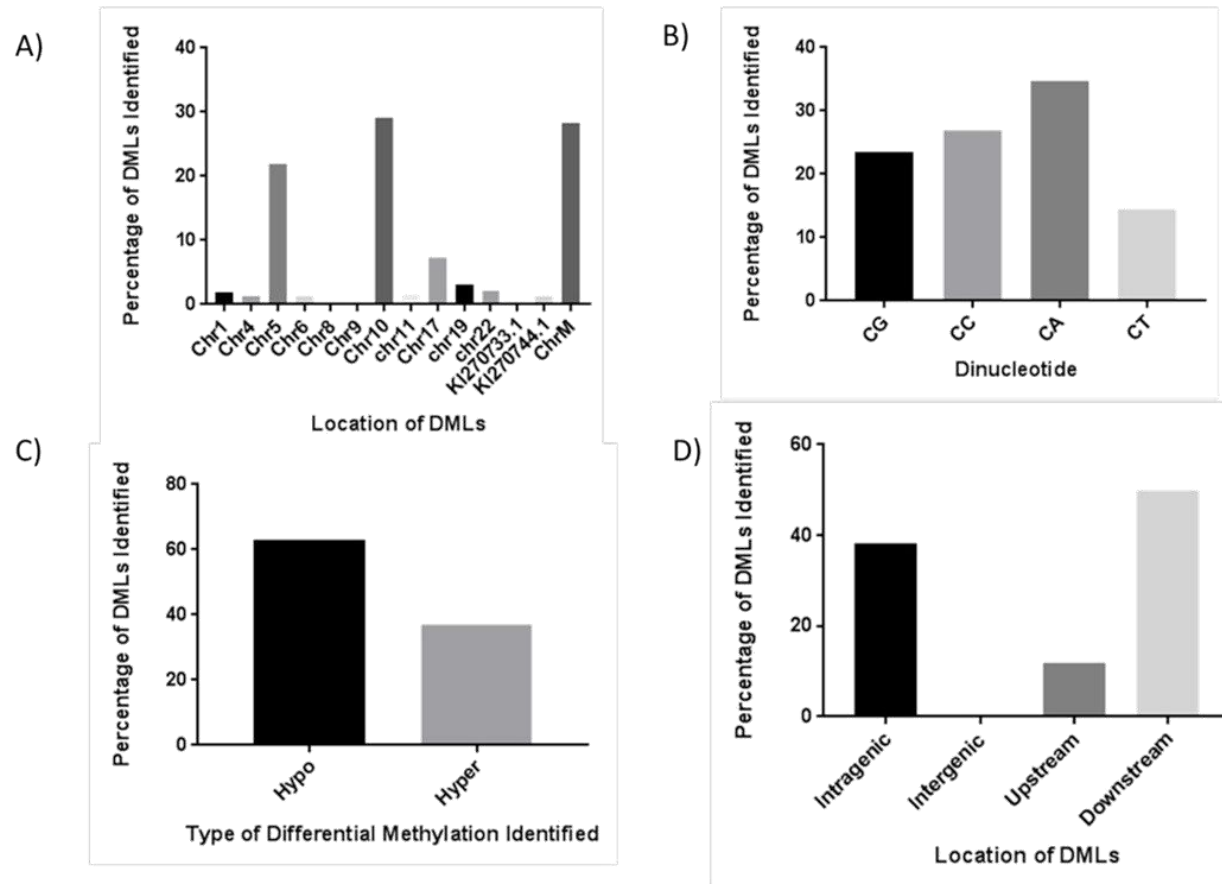 A)
Percentage of DMLs Identified
40
30
20
10
0
Chr1
Chr4
Chr5
Chr6
Chr8
Chr9
Chr10
chr11
Chr17
chr19
chr22
KI270733.1
KI270744.1
ChrM
Location of DMLs
B)
Percentage of DMLs Identified
40
30
20
10
0
CG
CC
CA
CT
Dinucleotide
C)
Percentage of DMLs Identified
80
60
40
20
0
Hypo
Hyper
Type of Differential Methylation Identified
D)
Percentage of DMLs Identified
60
40
20
0
Intragenic
Intergenic
Upstream
Downstream
Location of DMLs